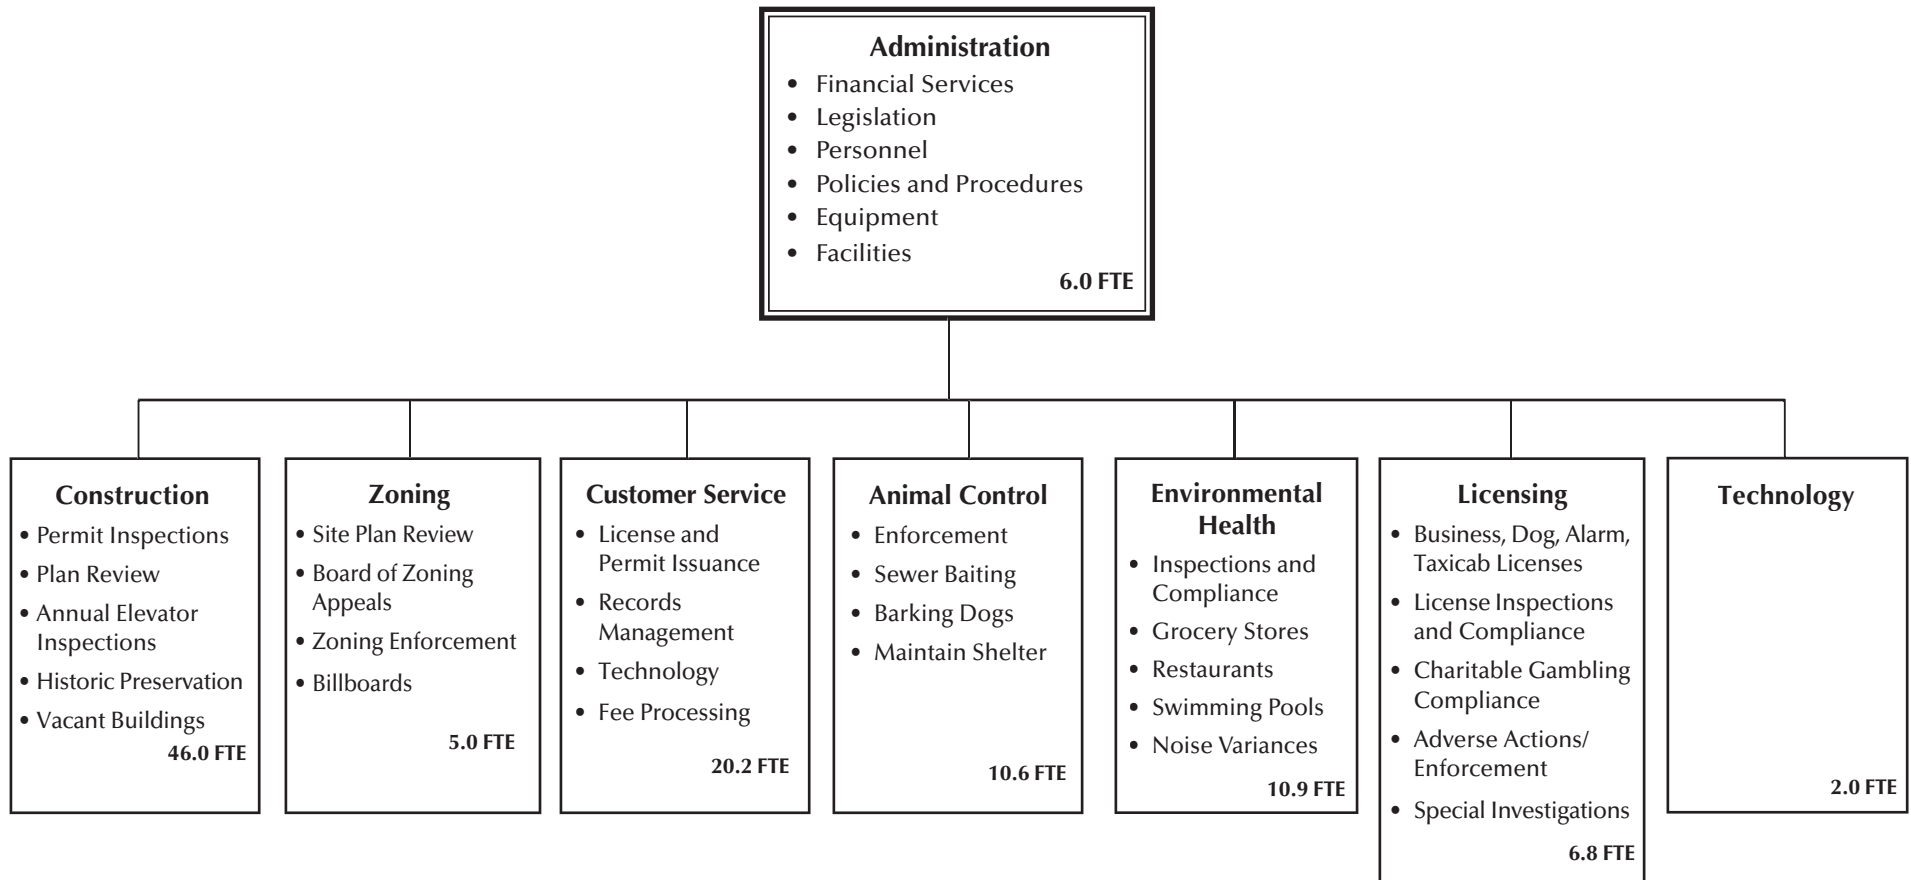 Administration
• Financial Services
• Legislation
• Personnel
• Policies and Procedures
• Equipment
• Facilities
6.0 FTE
Construction
• Permit Inspections
• Plan Review
• Annual Elevator
Inspections
• Historic Preservation
• Vacant Buildings
46.0 FTE
Zoning
• Site Plan Review
• Board of Zoning
Appeals
• Zoning Enforcement
• Billboards
5.0 FTE
Customer Service
• License and
Permit Issuance
• Records
Management
• Technology
• Fee Processing
20.2 FTE
Animal Control
• Enforcement
• Sewer Baiting
• Barking Dogs
• Maintain Shelter
10.6 FTE
Environmental
Health
• Inspections and
Compliance
• Grocery Stores
• Restaurants
• Swimming Pools
• Noise Variances
10.9 FTE
Licensing
• Business, Dog, Alarm,
Taxicab Licenses
• License Inspections
and Compliance
• Charitable Gambling
Compliance
• Adverse Actions/
Enforcement
• Special Investigations
6.8 FTE
Technology
2.0 FTE